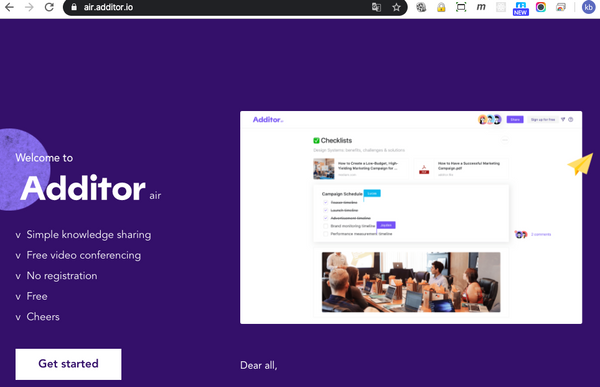 air.additor.io
NEW
kb
Welcome to
Additor air
v Simple knowledge sharing
v Free video conferencing
v No registration
v Free
v Cheers
Get started
Additor
Share
Sign up for free
Checklists
Design Systems benefits, challenges & solutions
How to Create a Low-Budget, High-
Trending Marketing Campaign for ...
How to Have a Successful Marketing
Campaign.pdf
Campaign Schedule
Teaser timeline
Launch timeline
Advertisement timeline
Brand monitoring timeline
Performance measurement timeline
2 comments
Dear all,